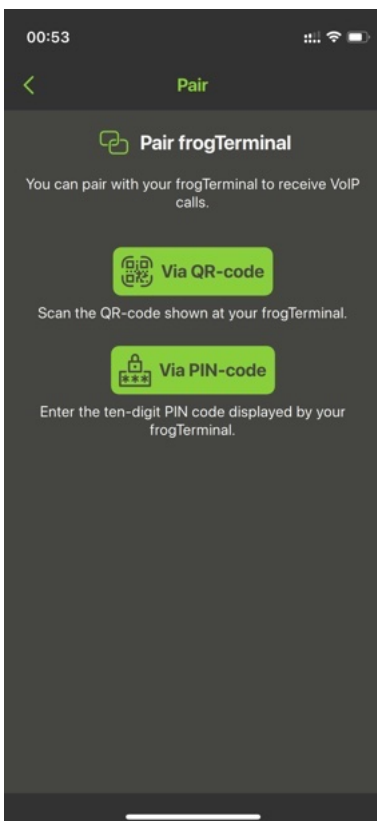 00:53
Pair
Pair frogTerminal
You can pair with your frogTerminal to receive VoIP
calls.
Via QR-code
Scan the QR-code shown at your frogTerminal.
***
Via PIN-code
Enter the ten-digit PIN code displayed by your
frogTerminal.